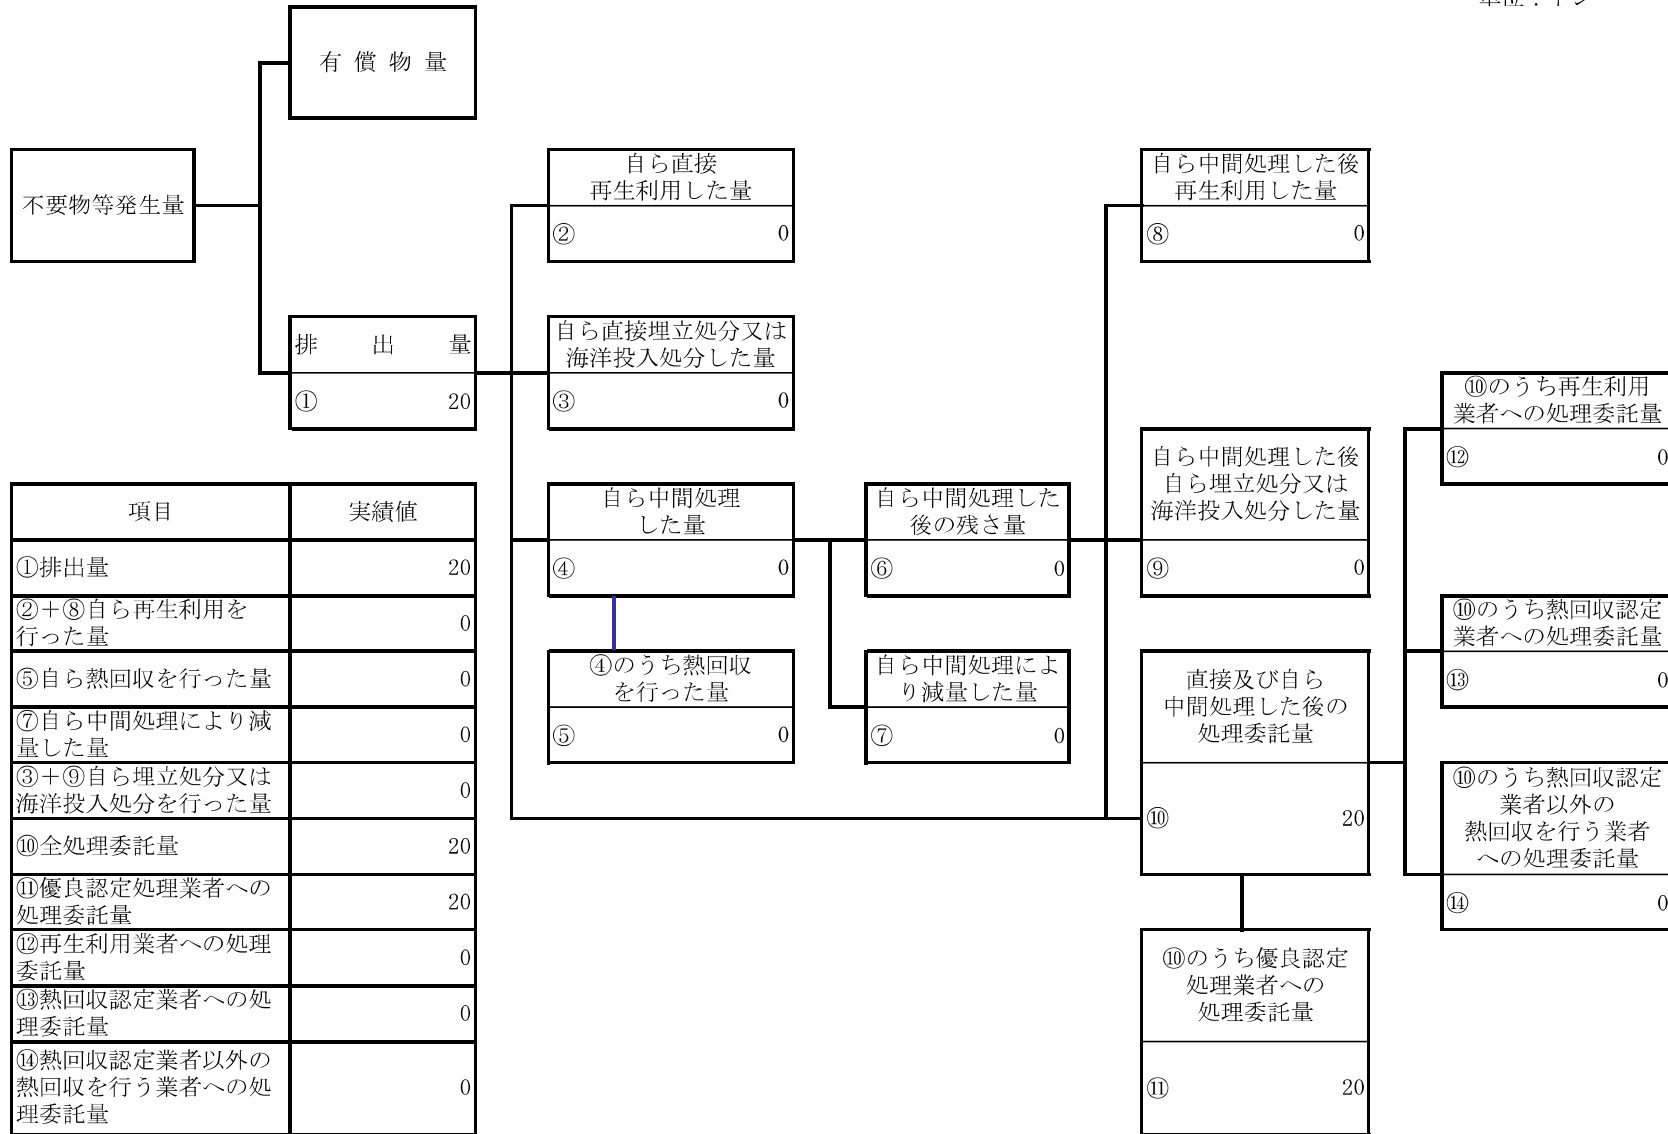 単位：トン
有償物量
不要物等発生量
自ら直接
再生利用した量
② 0
自ら中間処理した後
再生利用した量
⑧ 0
排出量
① 20
自ら直接埋立処分又は
海洋投入処分した量
③ 0
⑩のうち再生利用
業者への処理委託量
⑫ 0
自ら中間処理した後
自ら埋立処分又は
海洋投入処分した量
⑨ 0
自ら中間処理
した量
④ 0
自ら中間処理した
後の残さ量
⑥ 0
⑩のうち熱回収認定
業者への処理委託量
⑬ 0
④のうち熱回収
を行った量
⑤ 0
自ら中間処理によ
り減量した量
⑦ 0
直接及び自ら
中間処理した後の
処理委託量
⑩ 20
⑩のうち熱回収認定
業者以外の
熱回収を行う業者
への処理委託量
⑭ 0
⑩のうち優良認定
処理業者への
処理委託量
⑪ 20
項目 実績値
①排出量 20
②＋⑧自ら再生利用を
行った量 0
⑤自ら熱回収を行った量 0
⑦自ら中間処理により減
量した量 0
③＋⑨自ら埋立処分又は
海洋投入処分を行った量 0
⑩全処理委託量 20
⑪優良認定処理業者への
処理委託量 20
⑫再生利用業者への処理
委託量 0
⑬熱回収認定業者への処
理委託量 0
⑭熱回収認定業者以外の
熱回収を行う業者への処
理委託量 0